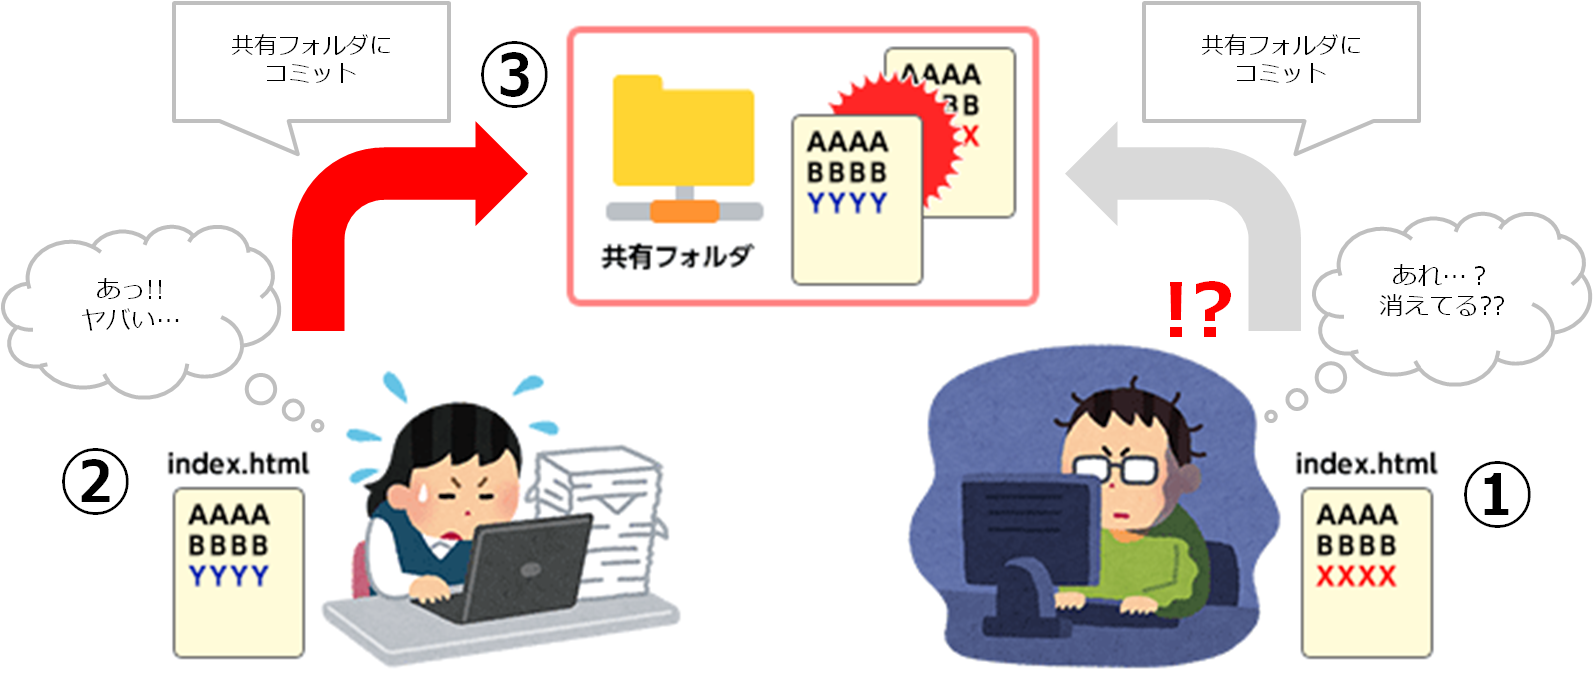 共有フォルダに
コミット
③
AAAA
BBBB
YYYY
AAAA
BB
X
共有フォルダ
共有フォルダに
コミット
あっ!!
ヤバい…
!?
あれ…？
消えてる??
②
index.html
AAAA
BBBB
YYYY
index.html
AAAA
BBBB
XXXX
①